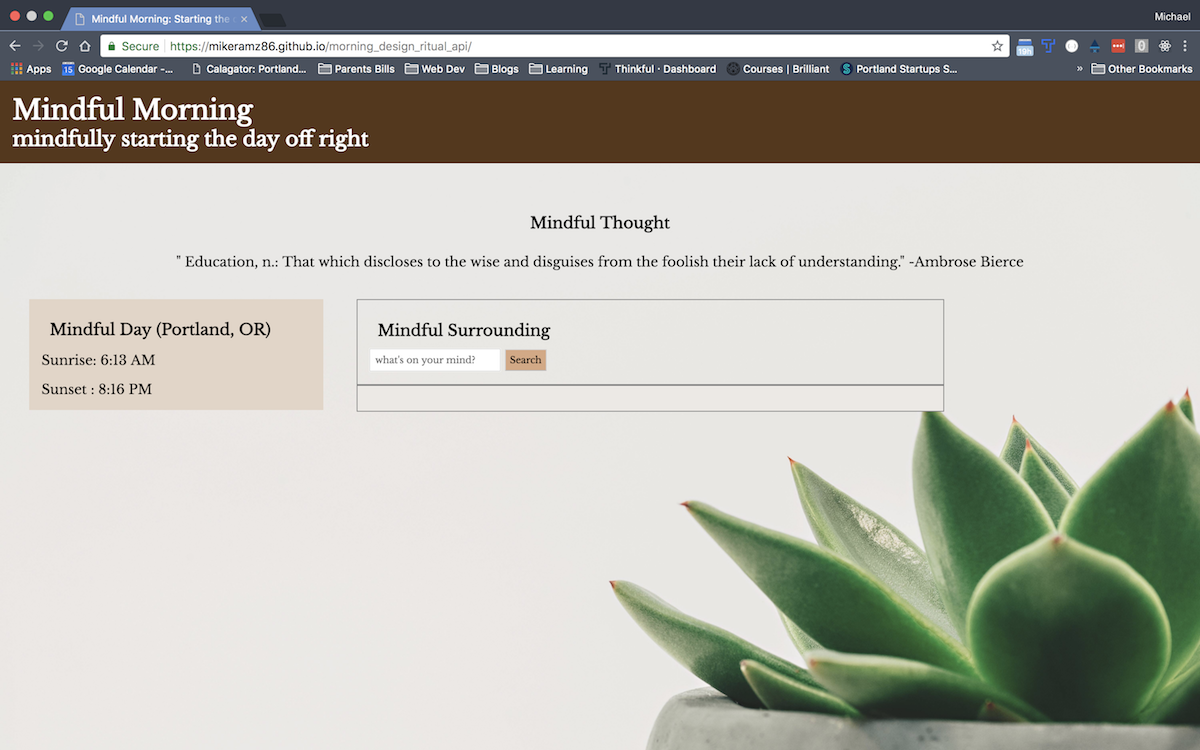 Mindful Morning: Starting the
Michael
Secure https://mikeramz86.github.io/morning_design_ritual_api/
19h
Apps 15 Google Calendar -... Calagator: Portland... Parents Bills Web Dev Blogs Learning Thinkful · Dashboard Courses | Brilliant Portland Startups S... » Other Bookmarks
Mindful Morning
mindfully starting the day off right
Mindful Thought
" Education, n.: That which discloses to the wise and disguises from the foolish their lack of understanding." -Ambrose Bierce
Mindful Day (Portland, OR)
Sunrise: 6:13 AM
Sunset : 8:16 PM
Mindful Surrounding
what's on your mind? Search